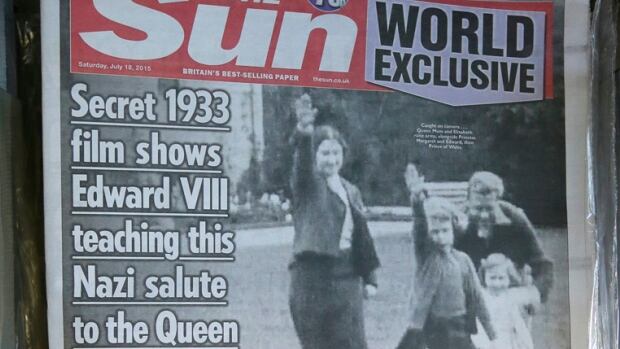 THE
Sun
70
WORLD
EXCLUSIVE
Saturday, July 18, 2015
BRITAIN'S BEST-SELLING PAPER
thesun.co.uk
Secret 1933
film shows
Edward VIII
teaching this
Nazi salute
to the Queen
Caught on camera . . .
Queen Mum and Elizabeth
raise arms, alongside Princess
Margaret and Edward, then
Prince of Wales